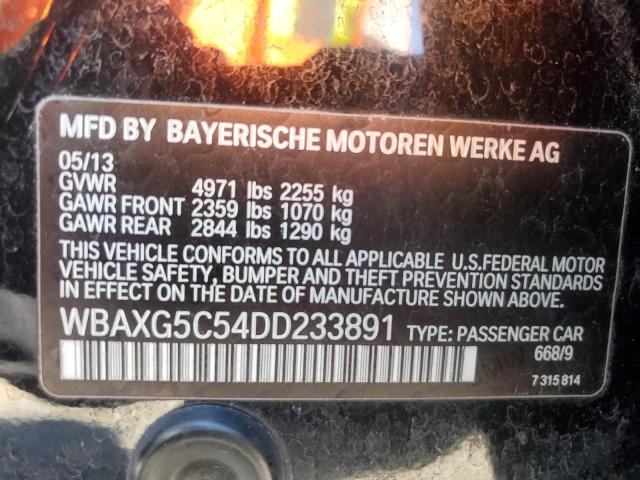 MFD BY BAYERISCHE MOTOREN WERKE AG
05/13
GVWR 4971 lbs 2255 kg
GAWR FRONT 2359 lbs 1070 kg
GAWR REAR 2844 lbs 1290 kg
THIS VEHICLE CONFORMS TO ALL APPLICABLE U.S.FEDERAL MOTOR
VEHICLE SAFETY, BUMPER AND THEFT PREVENTION STANDARDS
IN EFFECT ON THE DATE OF MANUFACTURE SHOWN ABOVE.
WBAXG5C54DD233891 TYPE: PASSENGER CAR
668/9
7 315 814